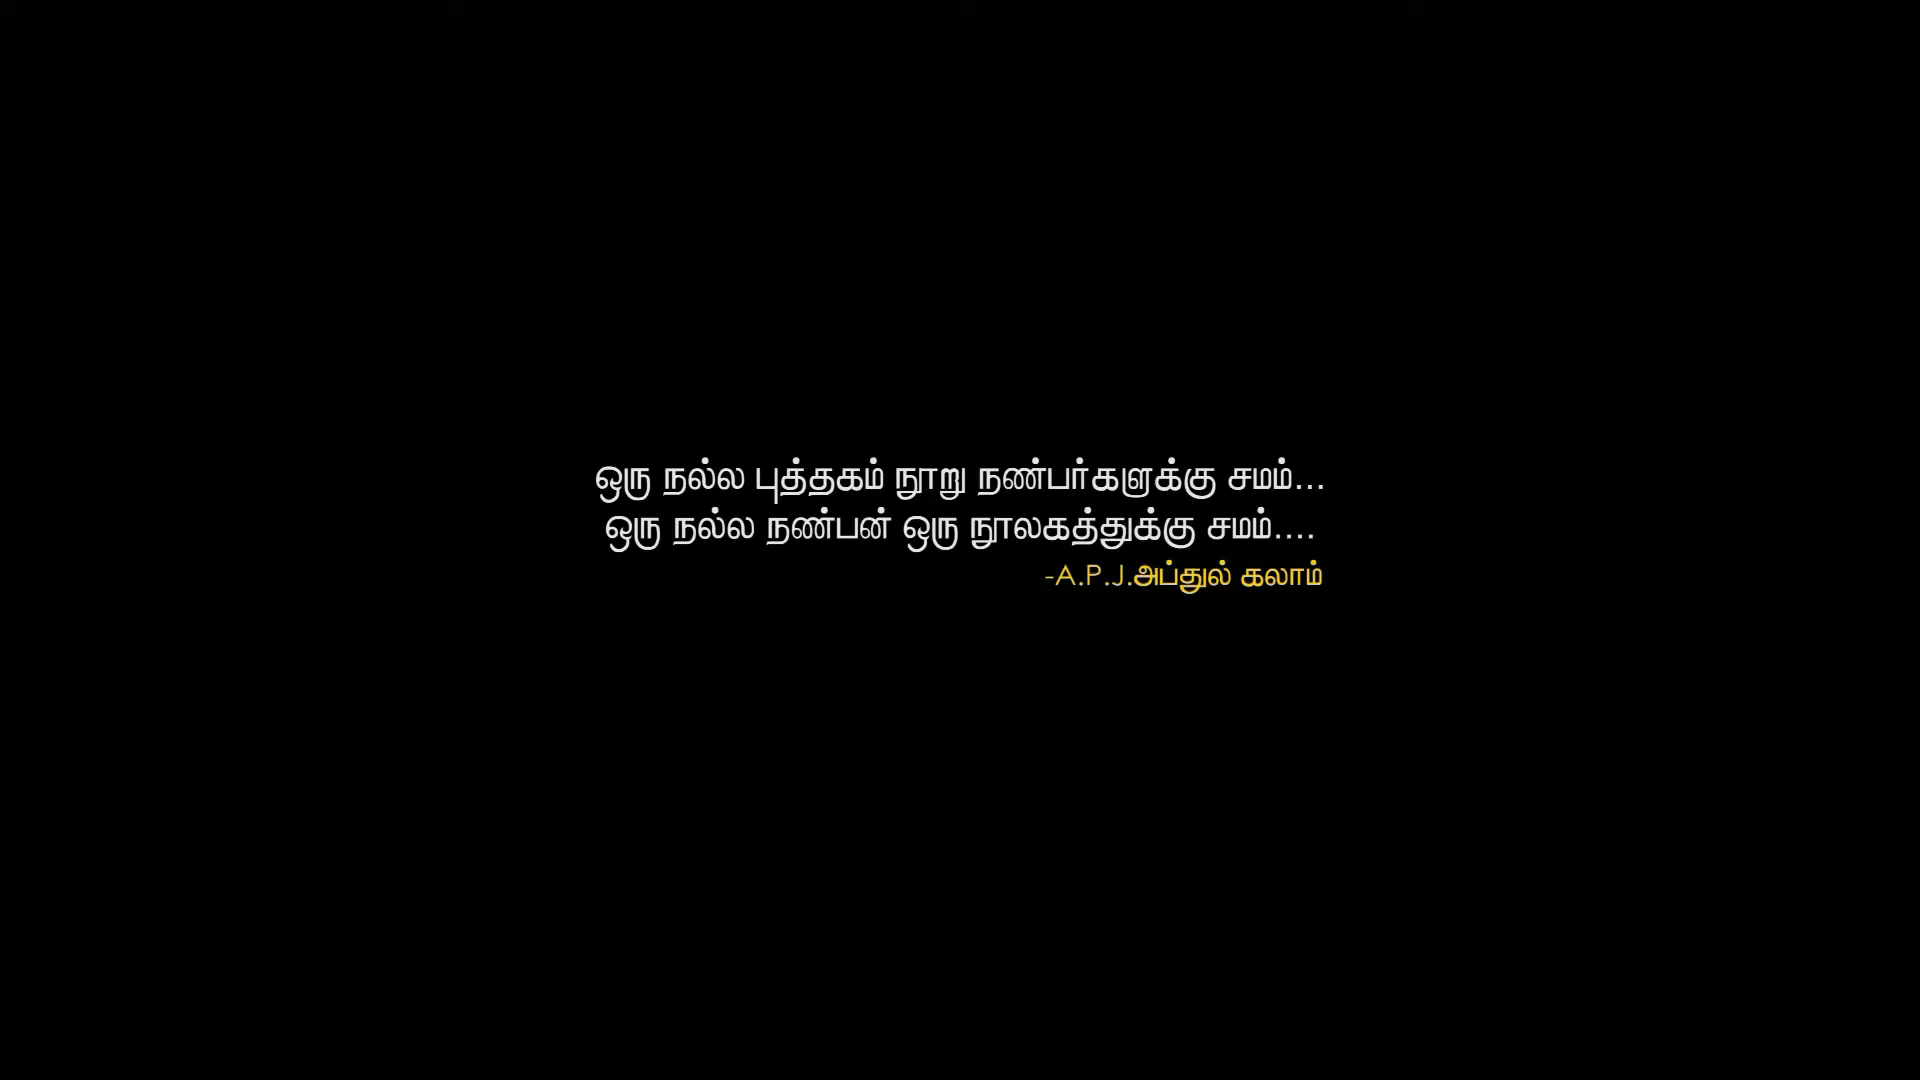 ஒரு நல்ல புத்தகம் நூறு நண்பர்களுக்கு சமம்...
ஒரு நல்ல நண்பன் ஒரு நூலகத்துக்கு சமம்....
-A.P.J.அப்துல் கலாம்